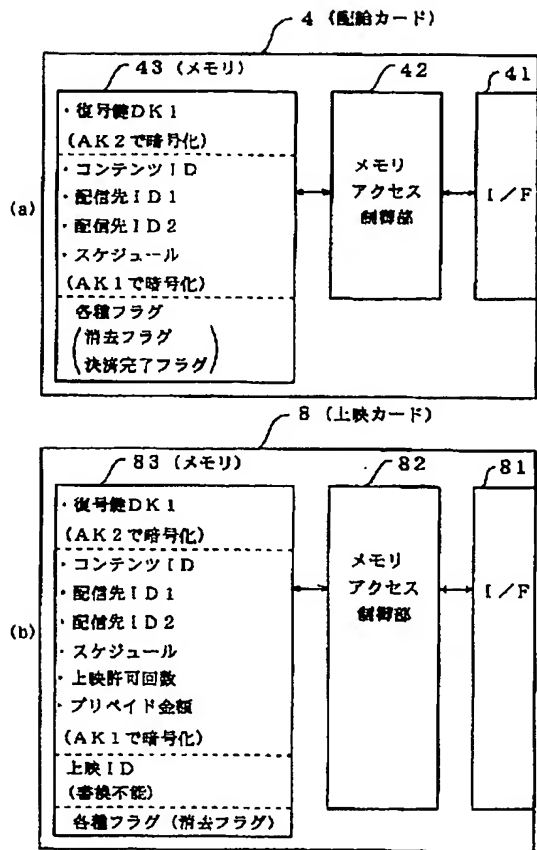 4 (配給カード)
43 (メモリ)
42
41
・復号鍵DK1
(AK2で暗号化)
・コンテンツID
・配信先ID1
・配信先ID2
・スケジュール
(AK1で暗号化)
各種フラグ
(消去フラグ
決済完了フラグ)
メモリ
アクセス
制御部
I/F
(a)
8 (上映カード)
83 (メモリ)
82
81
・復号鍵DK1
(AK2で暗号化)
・コンテンツID
・配信先ID1
・配信先ID2
・スケジュール
・上映許可回数
・プリペイド金額
(AK1で暗号化)
上映ID
(書換不能)
各種フラグ (消去フラグ)
メモリ
アクセス
制御部
I/F
(b)